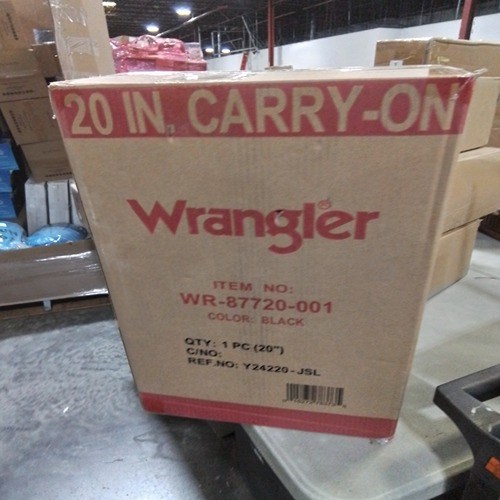 20 IN. CARRY-ON
Wrangler
ITEM NO:
WR-87720-001
COLOR: BLACK
QTY: 1 PC (20")
C/NO:
REF.NO: Y24220-JSL